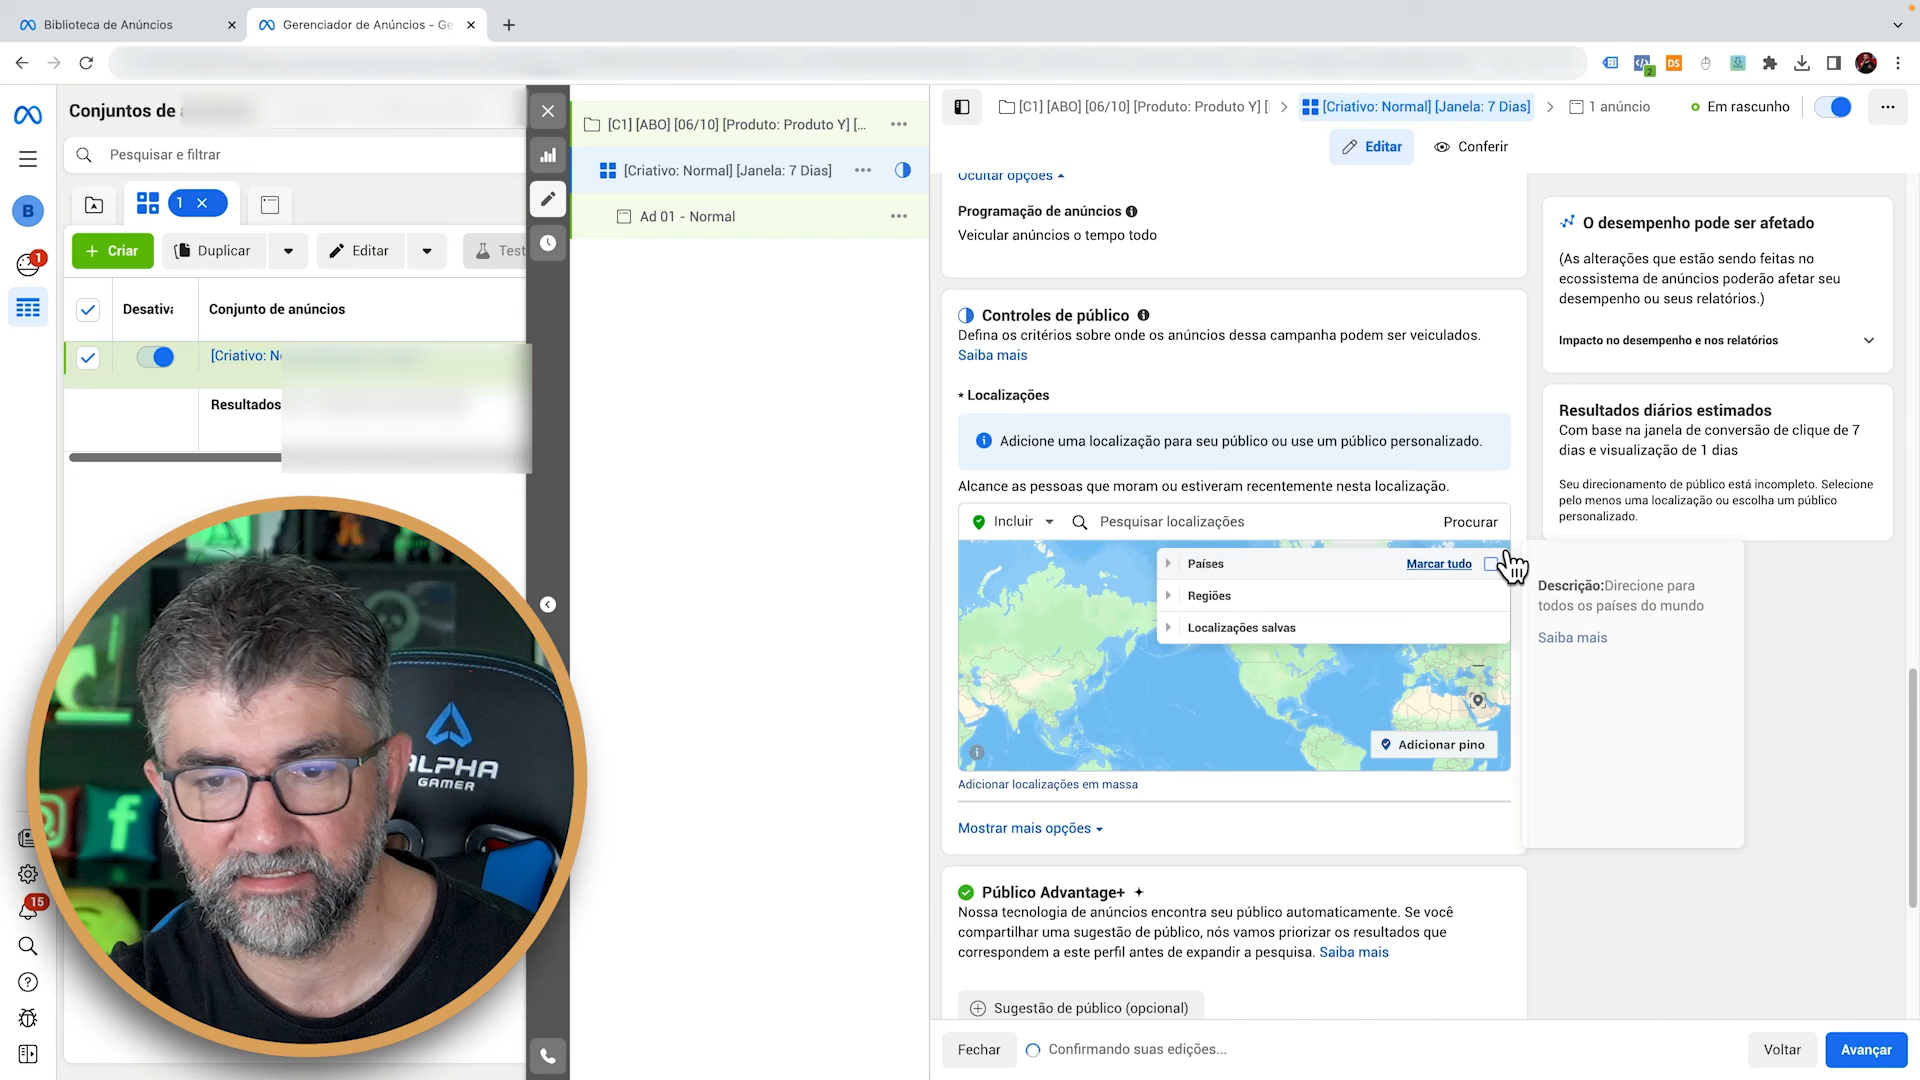 Biblioteca de Anúncios
Gerenciador de Anúncios - Ge
Conjuntos de
Pesquisar e filtrar
B
1
1
Criar
Duplicar
Editar
Test
Desativa
Conjunto de anúncios
[Criativo: N
Resultados
15
ALPHA
GAMER
[C1] [ABO] [06/10] [Produto: Produto Y] [...
[Criativo: Normal] [Janela: 7 Dias]
Ad 01 - Normal
[C1] [ABO] [06/10] [Produto: Produto Y] [
[Criativo: Normal] [Janela: 7 Dias]
1 anúncio
Em rascunho
Editar
Conferir
Ocultar opções
Programação de anúncios
Veicular anúncios o tempo todo
Controles de público
Defina os critérios sobre onde os anúncios dessa campanha podem ser veiculados.
Saiba mais
* Localizações
Adicione uma localização para seu público ou use um público personalizado.
Alcance as pessoas que moram ou estiveram recentemente nesta localização.
Incluir
Pesquisar localizações
Procurar
Países
Marcar tudo
Regiões
Localizações salvas
Adicionar pino
Adicionar localizações em massa
Mostrar mais opções
Público Advantage+
Nossa tecnologia de anúncios encontra seu público automaticamente. Se você
compartilhar uma sugestão de público, nós vamos priorizar os resultados que
correspondem a este perfil antes de expandir a pesquisa. Saiba mais
Sugestão de público (opcional)
Fechar
Confirmando suas edições...
Voltar
Avançar
O desempenho pode ser afetado
(As alterações que estão sendo feitas no
ecossistema de anúncios poderão afetar seu
desempenho ou seus relatórios.)
Impacto no desempenho e nos relatórios
Resultados diários estimados
Com base na janela de conversão de clique de 7
dias e visualização de 1 dias
Seu direcionamento de público está incompleto. Selecione
pelo menos uma localização ou escolha um público
personalizado.
Descrição:Direcione para
todos os países do mundo
Saiba mais
2
DS